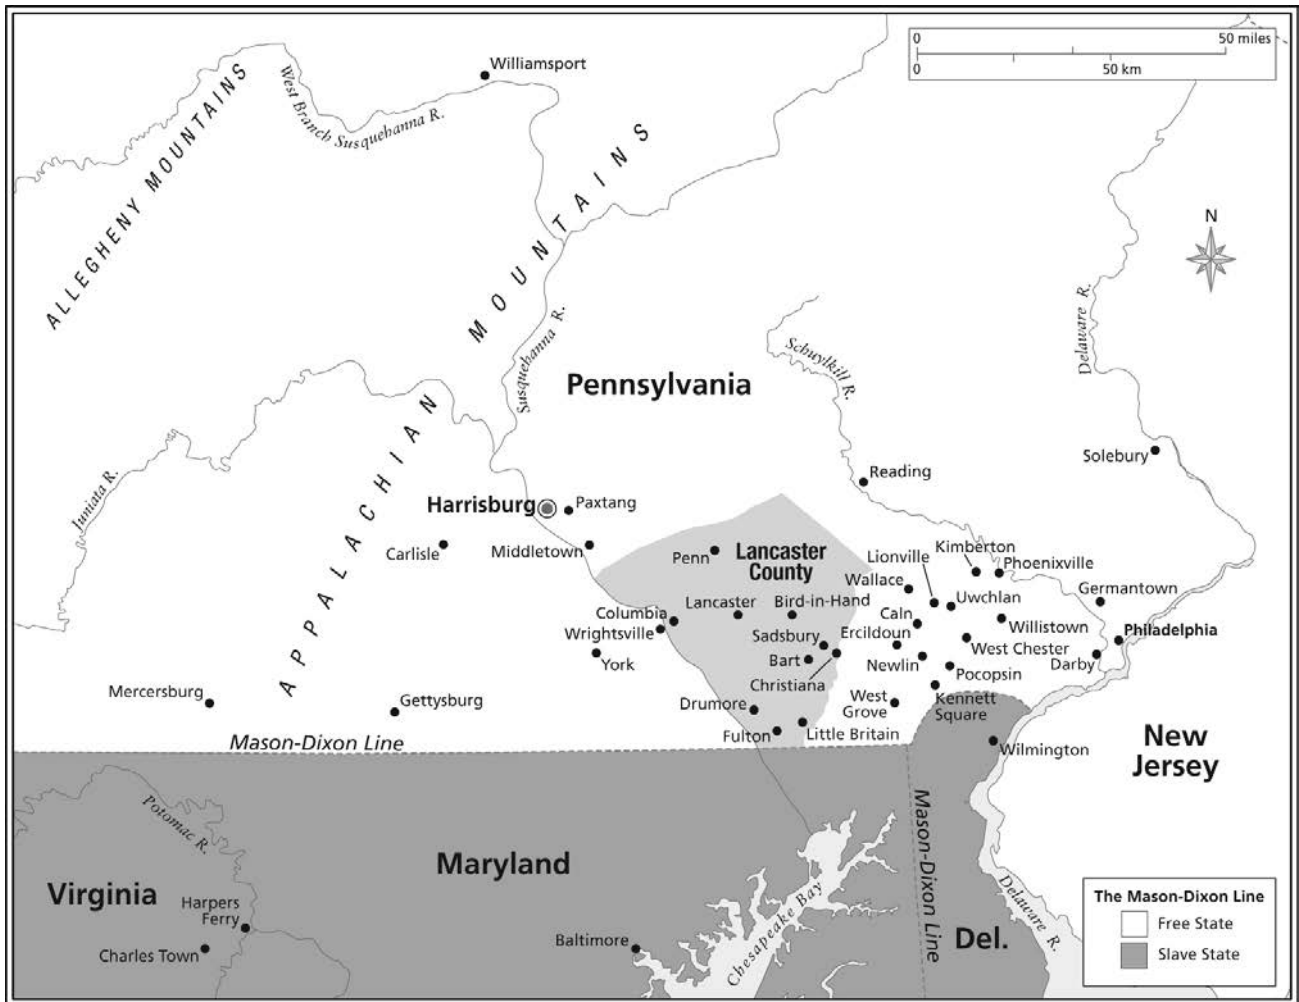 0
50 miles
0
50 km
Williamsport
West Branch Susquehanna R.
ALLEGHENY MOUNTAINS
APPALACHIAN MOUNTAINS
N
Delaware R.
Susquehanna R.
Schuylkill R.
Pennsylvania
Juniata R.
Solebury
Reading
Harrisburg
Paxtang
Carlisle
Middletown
Penn
Lancaster
County
Lionville
Kimberton
Phoenixville
Wallace
Germantown
Columbia
Lancaster
Bird-in-Hand
Uwchlan
Caln
Willistown
Wrightsville
Sadsbury
Ercildoun
Philadelphia
West Chester
York
Bart
Newlin
Darby
Christiana
Pocopsin
Mercersburg
Gettysburg
Drumore
West
Grove
Kennett
Square
Fulton
Little Britain
Mason-Dixon Line
Wilmington
New
Jersey
Potomac R.
Mason-Dixon Line
Maryland
Virginia
Harpers
Ferry
Charles Town
Baltimore
Chesapeake Bay
Del.
Delaware R.
The Mason-Dixon Line
Free State
Slave State